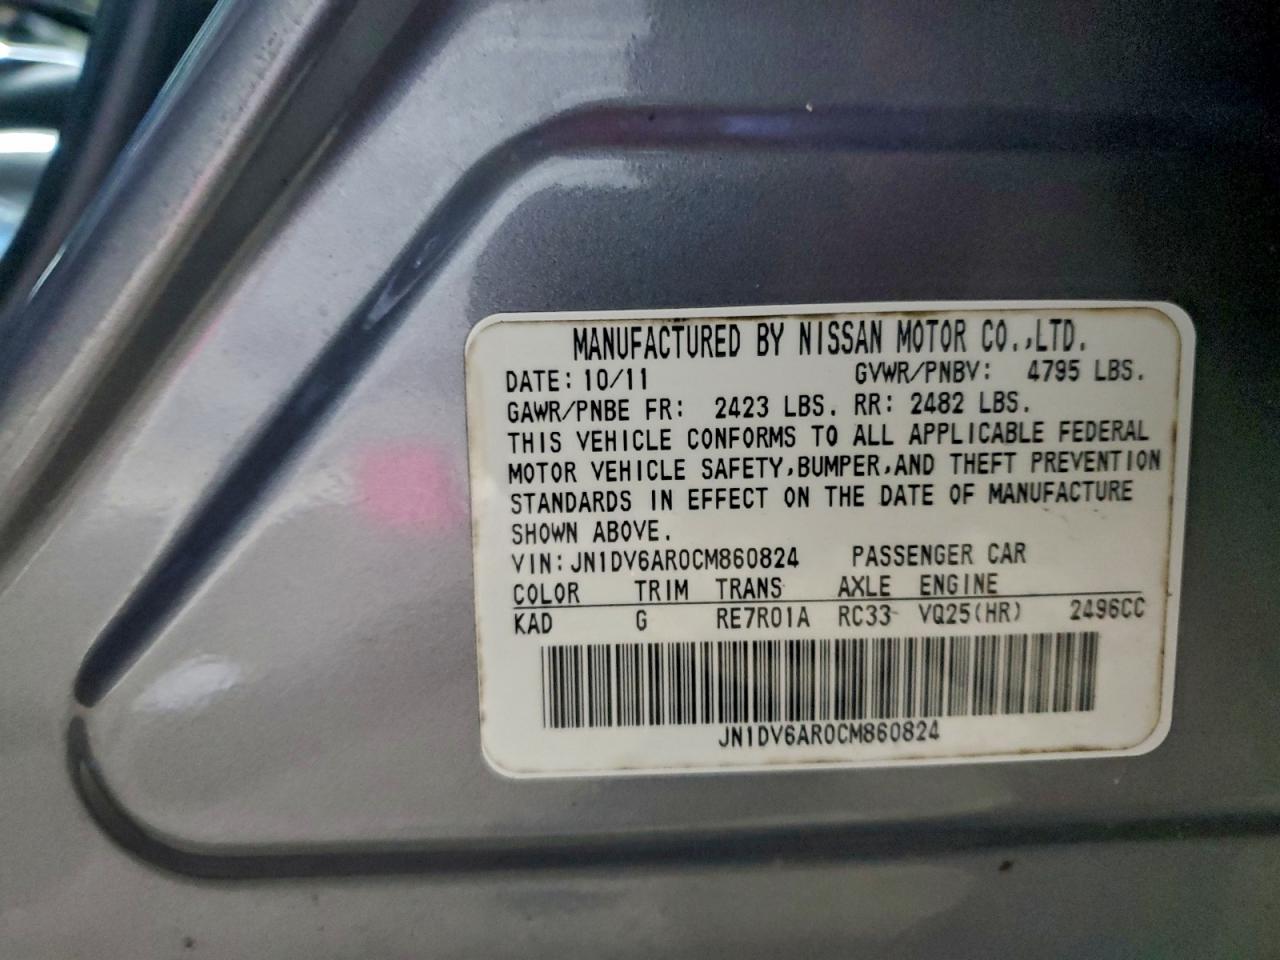 MANUFACTURED BY NISSAN MOTOR CO.,LTD.
DATE: 10/11 GVWR/PNBV: 4795 LBS.
GAWR/PNBE FR: 2423 LBS. RR: 2482 LBS.
THIS VEHICLE CONFORMS TO ALL APPLICABLE FEDERAL
MOTOR VEHICLE SAFETY,BUMPER,AND THEFT PREVENTION
STANDARDS IN EFFECT ON THE DATE OF MANUFACTURE
SHOWN ABOVE.
VIN: JN1DV6AR0CM860824 PASSENGER CAR
COLOR TRIM TRANS AXLE ENGINE
KAD G RE7R01A RC33 VQ25(HR) 2496CC
JN1DV6AR0CM860824